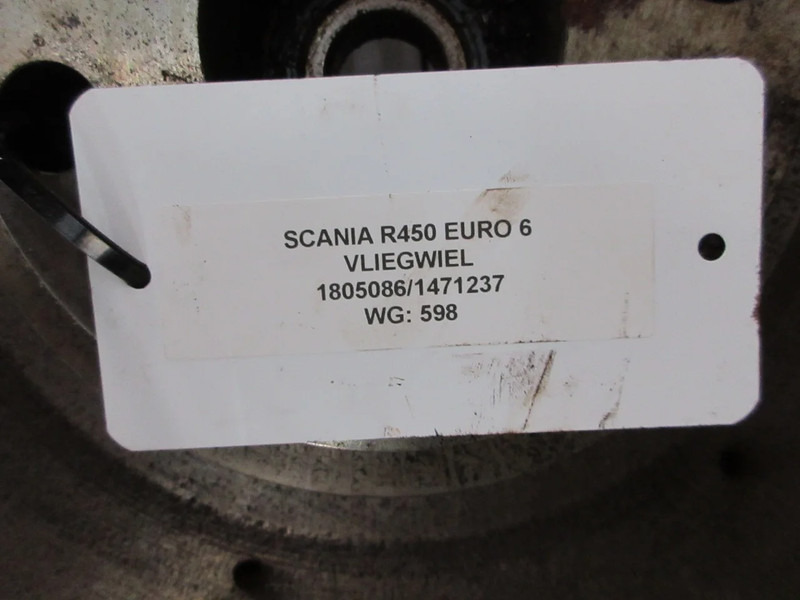 SCANIA R450 EURO 6
VLIEGWIEL
1805086/1471237
WG: 598